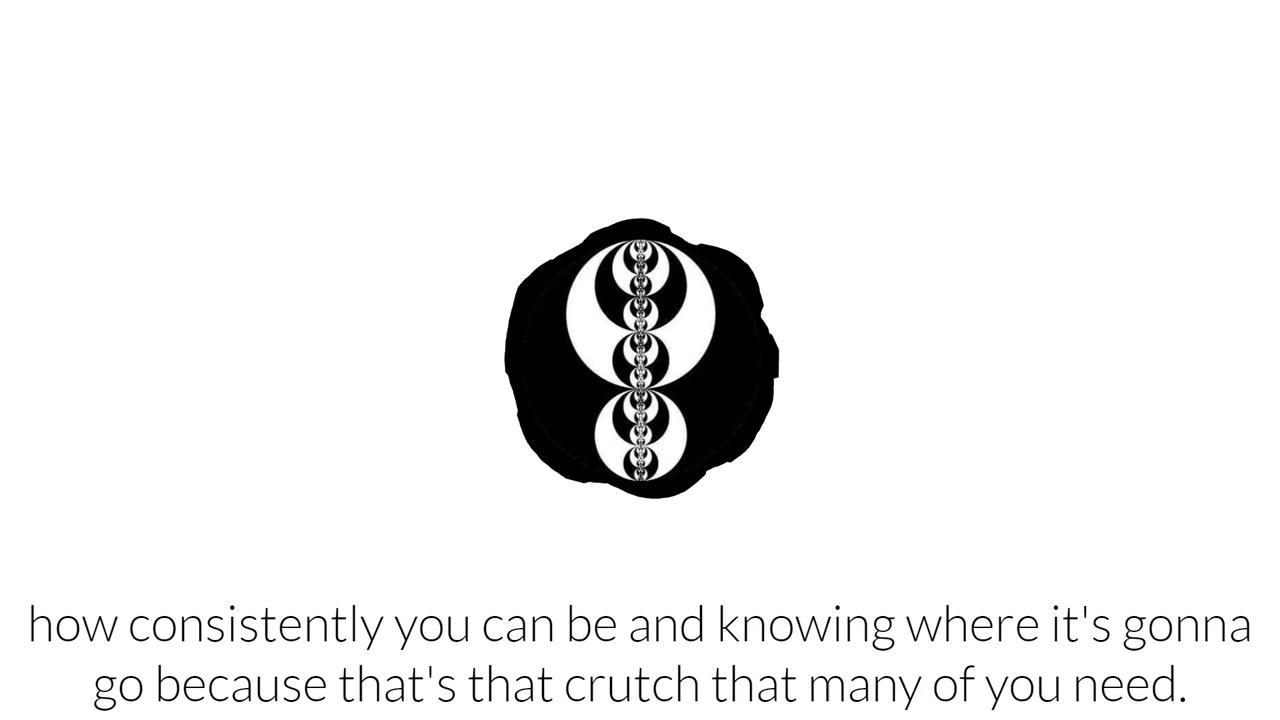 how consistently you can be and knowing where it's gonna
go because that's that crutch that many of you need.